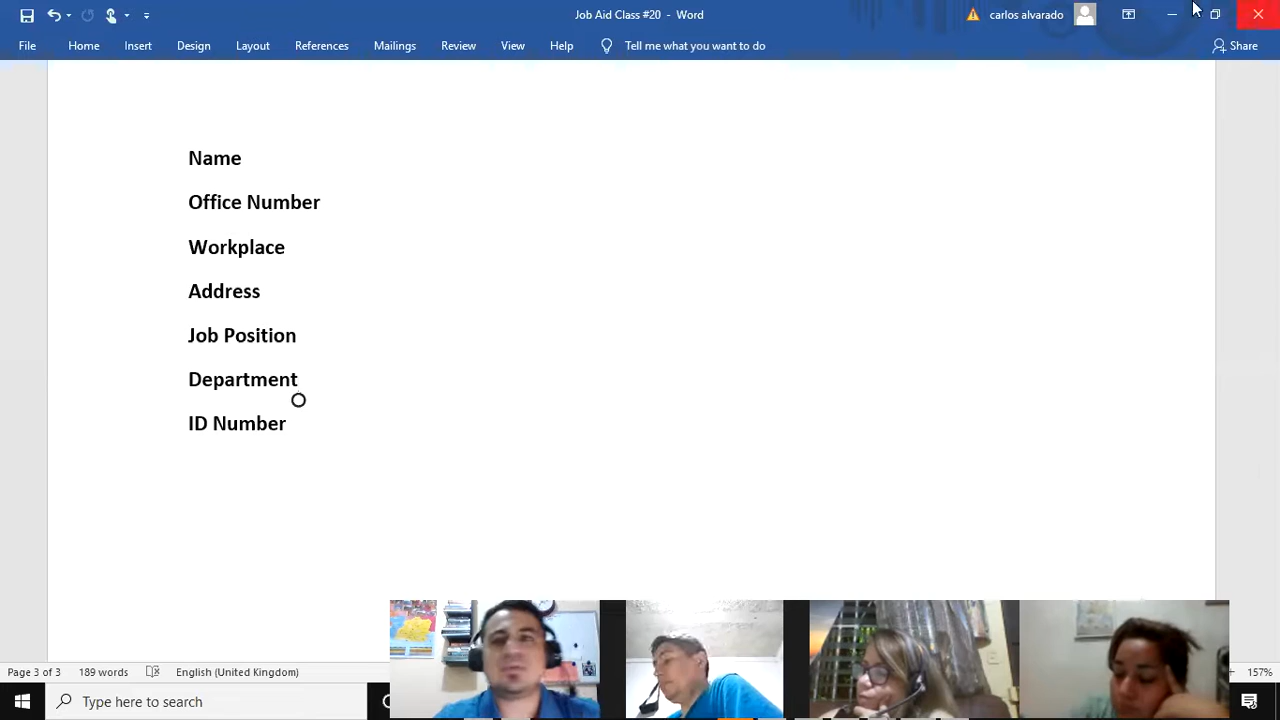 Job Aid Class #20 - Word
carlos alvarado
File Home Insert Design Layout References Mailings Review View Help Tell me what you want to do Share
Name
Office Number
Workplace
Address
Job Position
Department
ID Number
Page 3 of 3 189 words English (United Kingdom) 157%
Type here to search